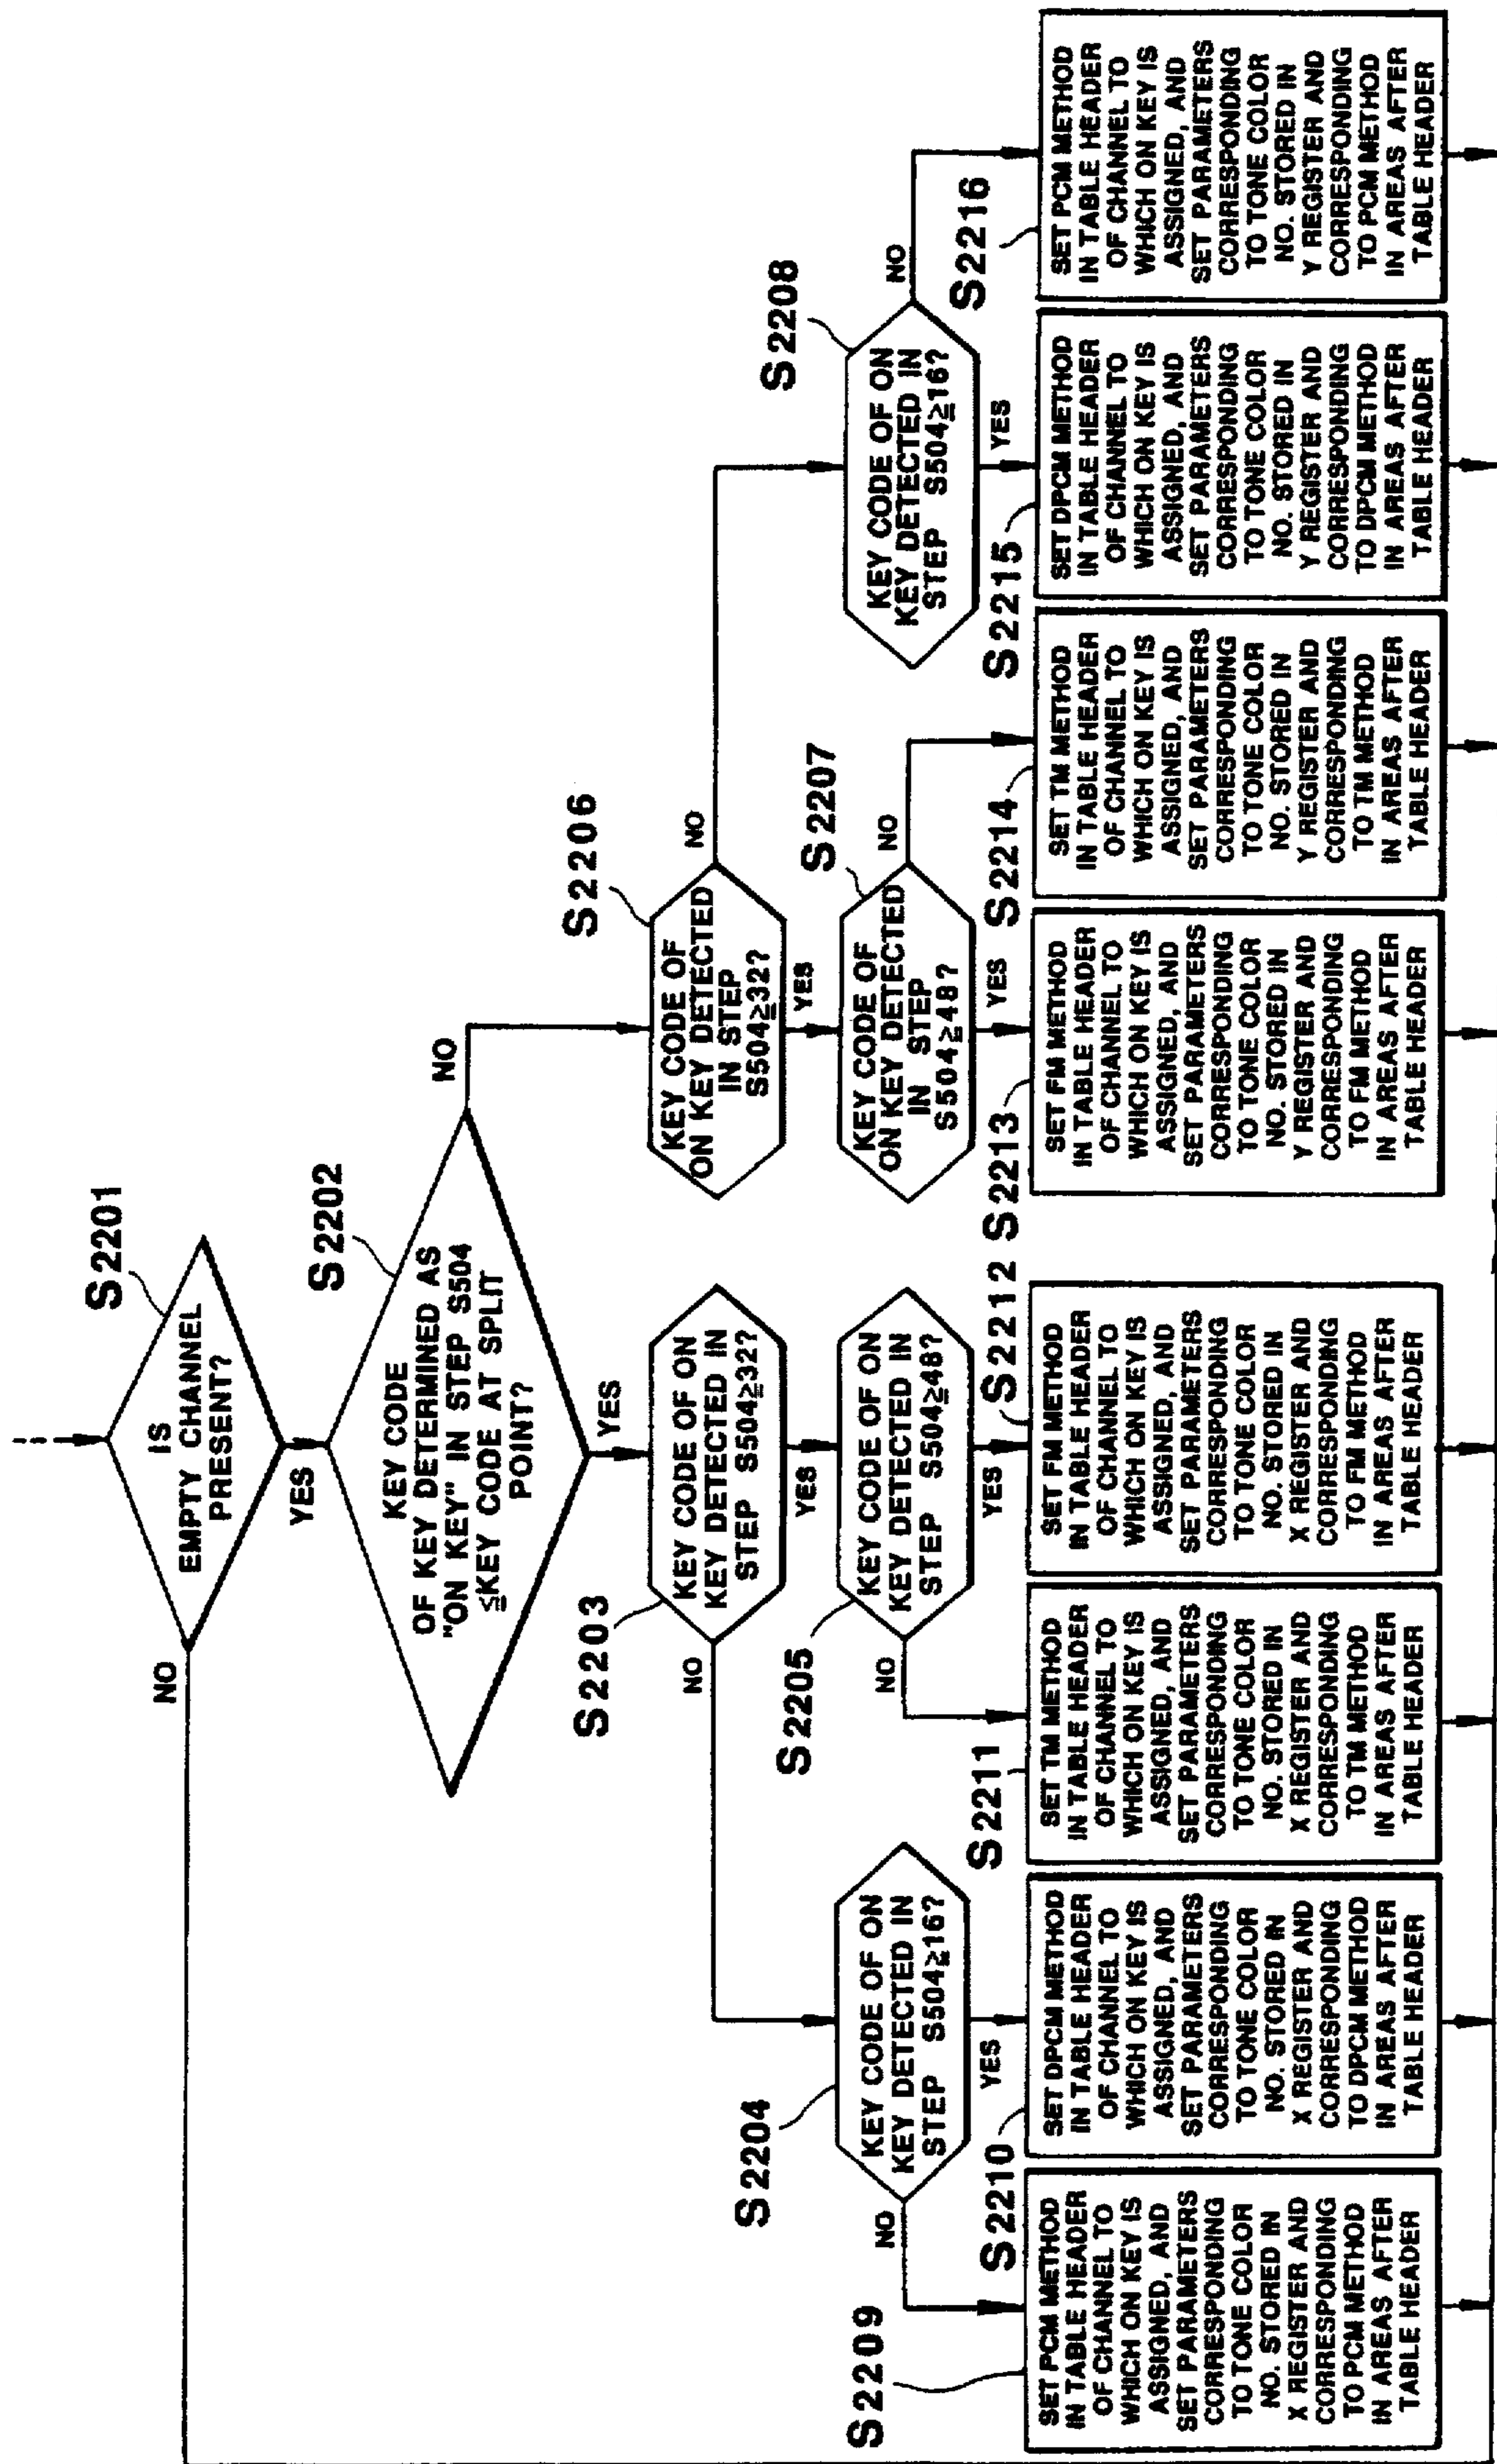 S2201
IS
EMPTY CHANNEL
PRESENT?
NO
YES
S2202
KEY CODE
OF KEY DETERMINED AS
"ON KEY" IN STEP S504
≦KEY CODE AT SPLIT
POINT?
NO
YES
S2203
KEY CODE OF ON
KEY DETECTED IN
STEP S504≧32?
NO
YES
S2206
KEY CODE OF
ON KEY DETECTED
IN STEP
S504≧32?
NO
YES
S2204
KEY CODE OF ON
KEY DETECTED IN
STEP S504≧16?
NO
YES
S2205
KEY CODE OF ON
KEY DETECTED IN
STEP S504≧48?
NO
YES
S2207
KEY CODE OF
ON KEY DETECTED
IN STEP
S504≧48?
NO
YES
S2208
KEY CODE OF ON
KEY DETECTED IN
STEP S504≧16?
NO
YES
S2209
SET PCM METHOD
IN TABLE HEADER
OF CHANNEL TO
WHICH ON KEY IS
ASSIGNED, AND
SET PARAMETERS
CORRESPONDING
TO TONE COLOR
NO. STORED IN
X REGISTER AND
CORRESPONDING
TO PCM METHOD
IN AREAS AFTER
TABLE HEADER
S2210
SET DPCM METHOD
IN TABLE HEADER
OF CHANNEL TO
WHICH ON KEY IS
ASSIGNED, AND
SET PARAMETERS
CORRESPONDING
TO TONE COLOR
NO. STORED IN
X REGISTER AND
CORRESPONDING
TO DPCM METHOD
IN AREAS AFTER
TABLE HEADER
S2211
SET TM METHOD
IN TABLE HEADER
OF CHANNEL TO
WHICH ON KEY IS
ASSIGNED, AND
SET PARAMETERS
CORRESPONDING
TO TONE COLOR
NO. STORED IN
X REGISTER AND
CORRESPONDING
TO TM METHOD
IN AREAS AFTER
TABLE HEADER
S2212
SET FM METHOD
IN TABLE HEADER
OF CHANNEL TO
WHICH ON KEY IS
ASSIGNED, AND
SET PARAMETERS
CORRESPONDING
TO TONE COLOR
NO. STORED IN
X REGISTER AND
CORRESPONDING
TO FM METHOD
IN AREAS AFTER
TABLE HEADER
S2213
SET FM METHOD
IN TABLE HEADER
OF CHANNEL TO
WHICH ON KEY IS
ASSIGNED, AND
SET PARAMETERS
CORRESPONDING
TO TONE COLOR
NO. STORED IN
Y REGISTER AND
CORRESPONDING
TO FM METHOD
IN AREAS AFTER
TABLE HEADER
S2214
SET TM METHOD
IN TABLE HEADER
OF CHANNEL TO
WHICH ON KEY IS
ASSIGNED, AND
SET PARAMETERS
CORRESPONDING
TO TONE COLOR
NO. STORED IN
Y REGISTER AND
CORRESPONDING
TO TM METHOD
IN AREAS AFTER
TABLE HEADER
S2215
SET DPCM METHOD
IN TABLE HEADER
OF CHANNEL TO
WHICH ON KEY IS
ASSIGNED, AND
SET PARAMETERS
CORRESPONDING
TO TONE COLOR
NO. STORED IN
Y REGISTER AND
CORRESPONDING
TO DPCM METHOD
IN AREAS AFTER
TABLE HEADER
S2216
SET PCM METHOD
IN TABLE HEADER
OF CHANNEL TO
WHICH ON KEY IS
ASSIGNED, AND
SET PARAMETERS
CORRESPONDING
TO TONE COLOR
NO. STORED IN
Y REGISTER AND
CORRESPONDING
TO PCM METHOD
IN AREAS AFTER
TABLE HEADER